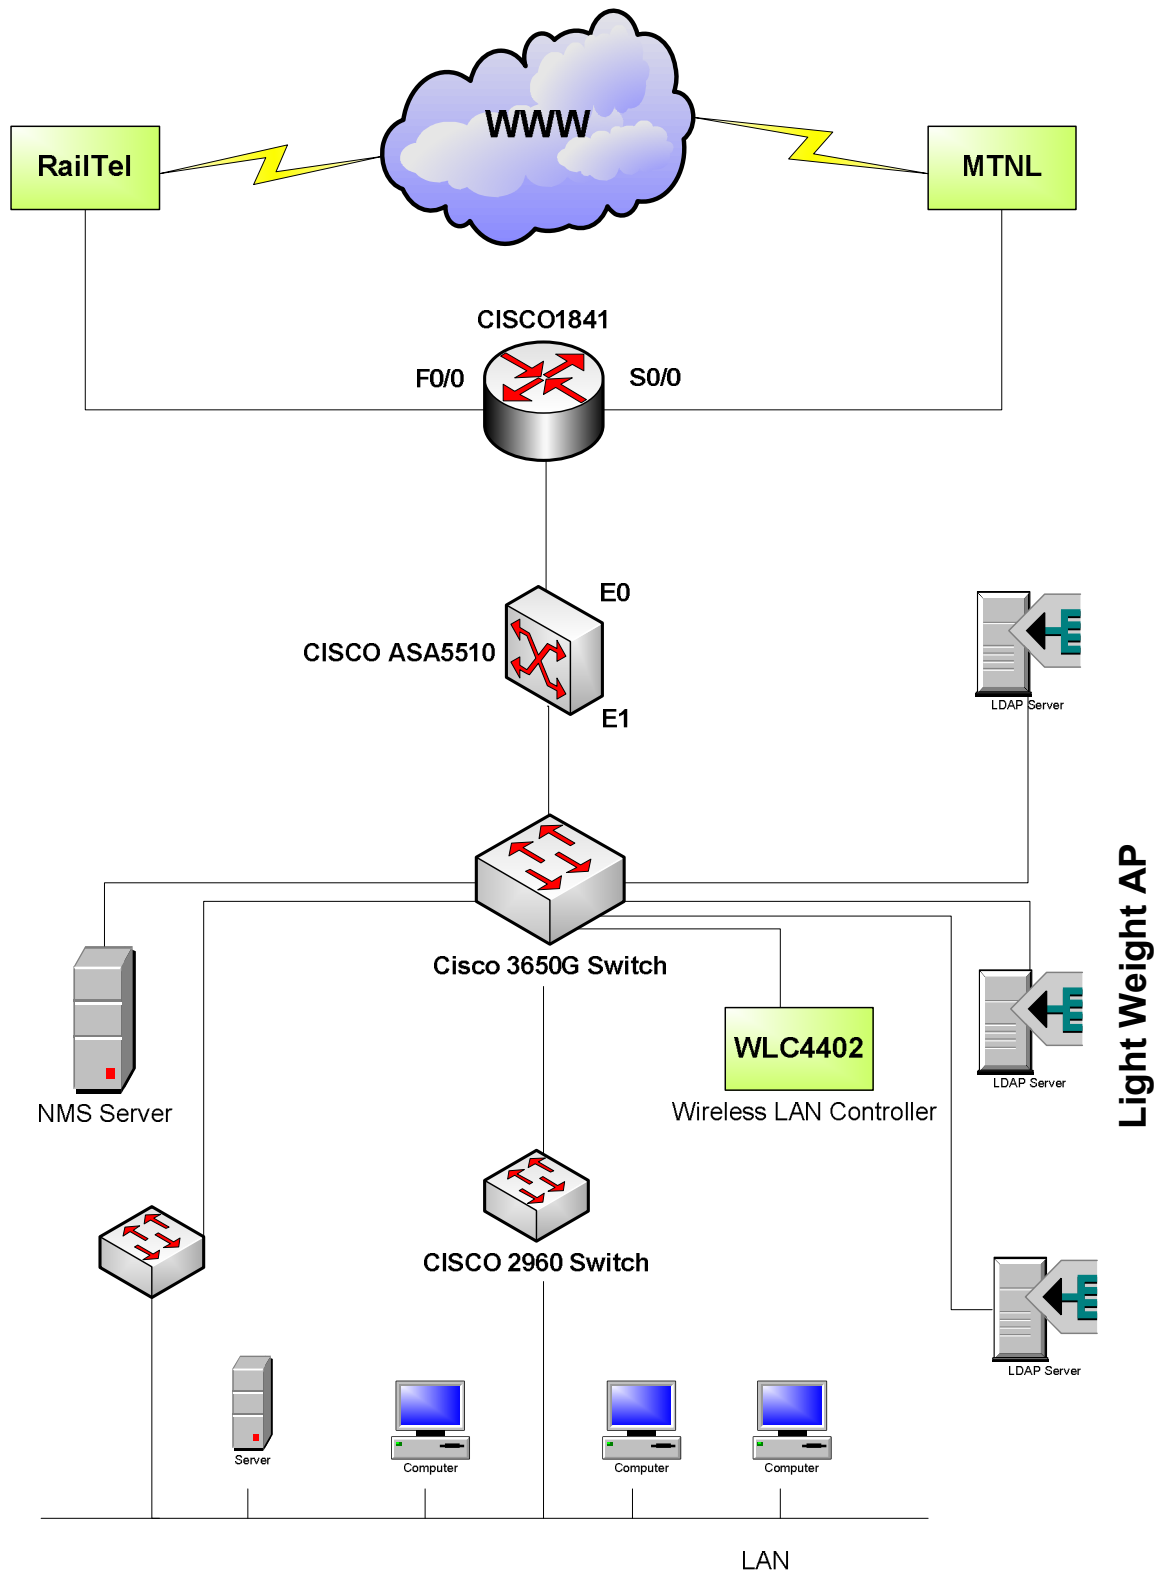 WWW
RailTel
MTNL
CISCO1841
F0/0
S0/0
E0
CISCO ASA5510
E1
LDAP Server
Cisco 3650G Switch
Light Weight AP
WLC4402
LDAP Server
NMS Server
Wireless LAN Controller
CISCO 2960 Switch
LDAP Server
Server
Computer
Computer
Computer
LAN